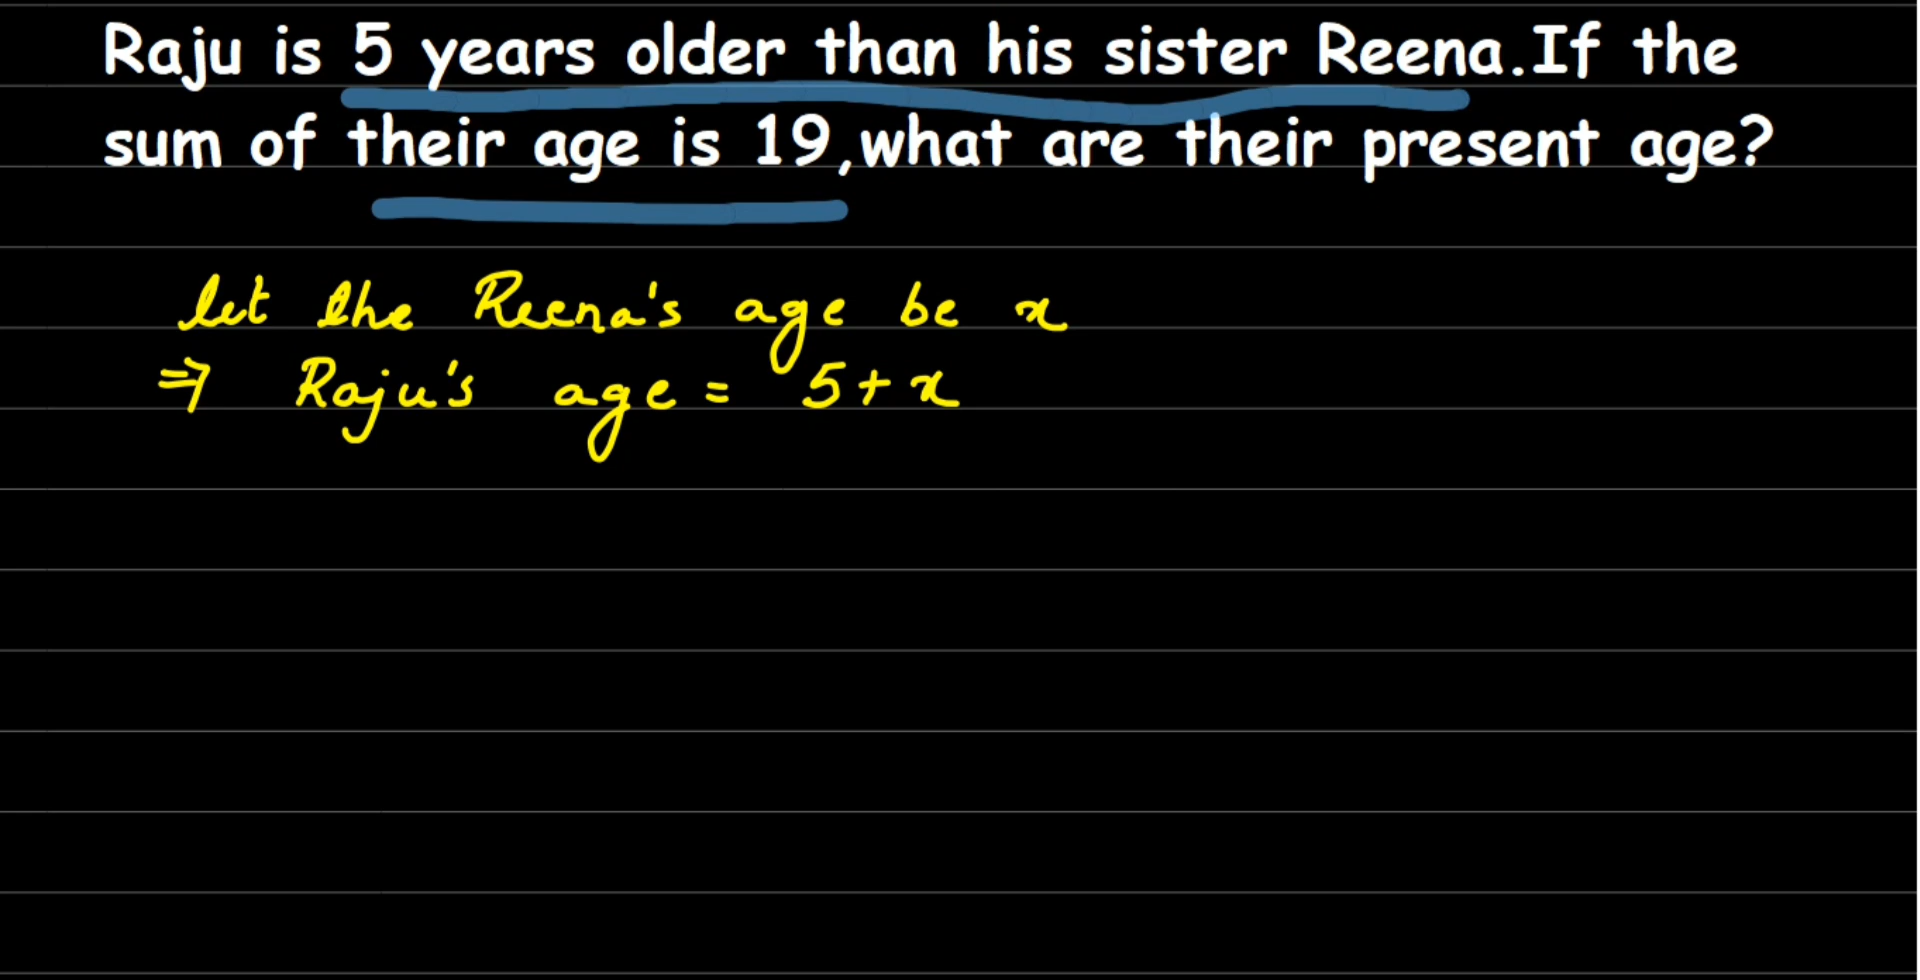 Raju is 5 years older than his sister Reena.If the
sum of their age is 19,what are their present age?
let the Reena's age be x
⇒ Raju's age = 5+x